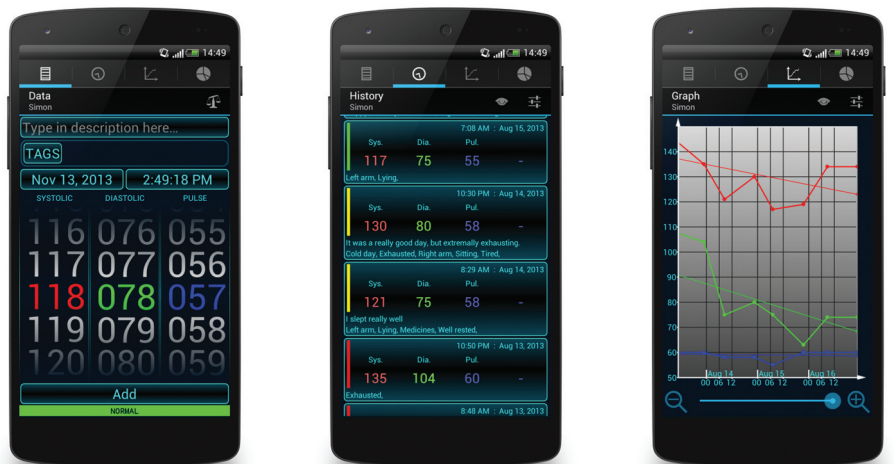 14:49
Data
Simon
Type in description here...
TAGS
Nov 13, 2013 2:49:18 PM
SYSTOLIC DIASTOLIC PULSE
116 076 055
117 077 056
118 078 057
119 079 058
120 080 059
Add
NORMAL
14:49
History
Simon
7:08 AM : Aug 15, 2013
Sys. Dia. Pul.
117 75 55 -
Left arm, Lying,
10:30 PM : Aug 14, 2013
Sys. Dia. Pul.
130 80 58 -
It was a really good day, but extremally exhausting.
Cold day, Exhausted, Right arm, Sitting, Tired,
8:29 AM : Aug 14, 2013
Sys. Dia. Pul.
121 75 58 -
I slept really well
Left arm, Lying, Medicines, Well rested,
10:50 PM : Aug 13, 2013
Sys. Dia. Pul.
135 104 60 -
Exhausted,
8:48 AM : Aug 13, 2013
14:49
Graph
Simon
140
130
120
110
100
90
80
70
60
50
Aug 14 Aug 15 Aug 16
00 06 12 00 06 12 00 06 12